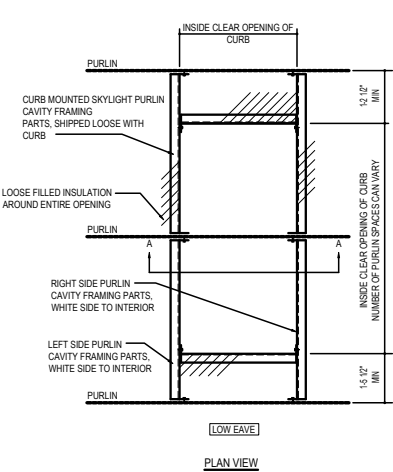 INSIDE CLEAR OPENING OF
CURB
PURLIN
CURB MOUNTED SKYLIGHT PURLIN
CAVITY FRAMING
PARTS, SHIPPED LOOSE WITH
CURB
1-2 1/2"
MIN
LOOSE FILLED INSULATION
AROUND ENTIRE OPENING
PURLIN
A
A
INSIDE CLEAR OPENING OF CURB
NUMBER OF PURLIN SPACES CAN VARY
RIGHT SIDE PURLIN
CAVITY FRAMING PARTS,
WHITE SIDE TO INTERIOR
LEFT SIDE PURLIN
CAVITY FRAMING PARTS,
WHITE SIDE TO INTERIOR
1-5 1/2"
MIN
PURLIN
LOW EAVE
PLAN VIEW